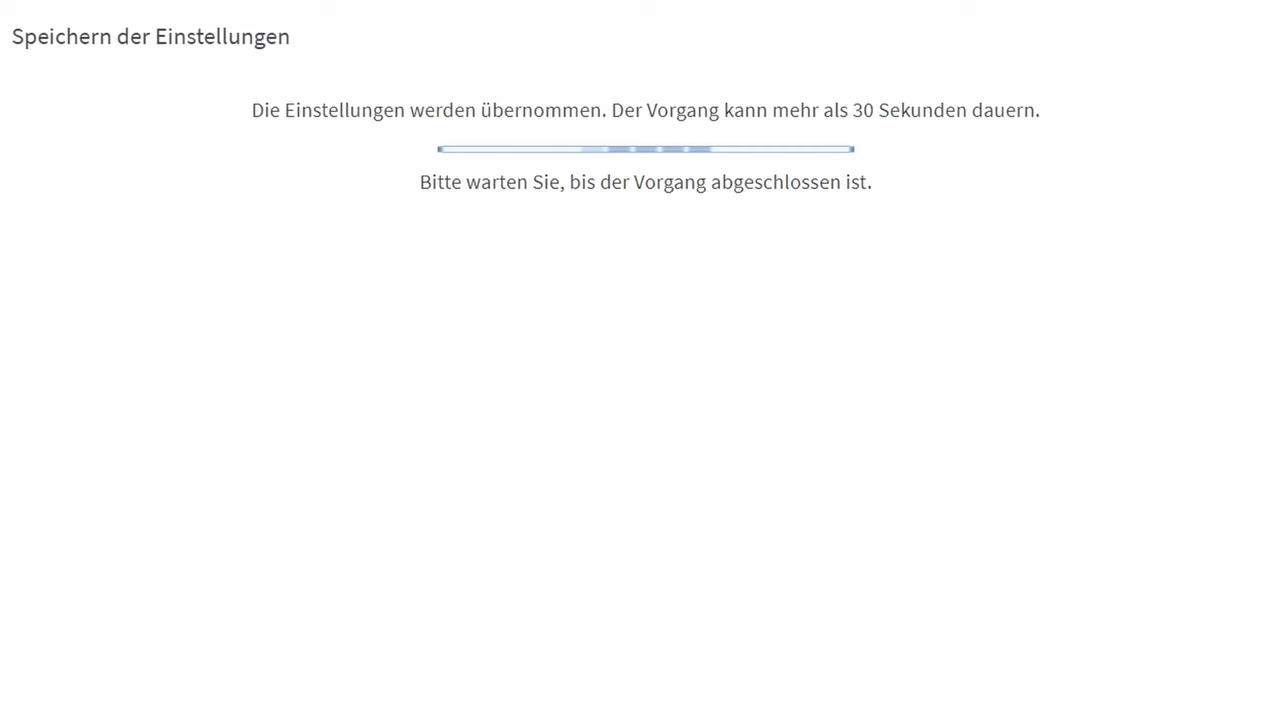 Speichern der Einstellungen
Die Einstellungen werden übernommen. Der Vorgang kann mehr als 30 Sekunden dauern.
Bitte warten Sie, bis der Vorgang abgeschlossen ist.